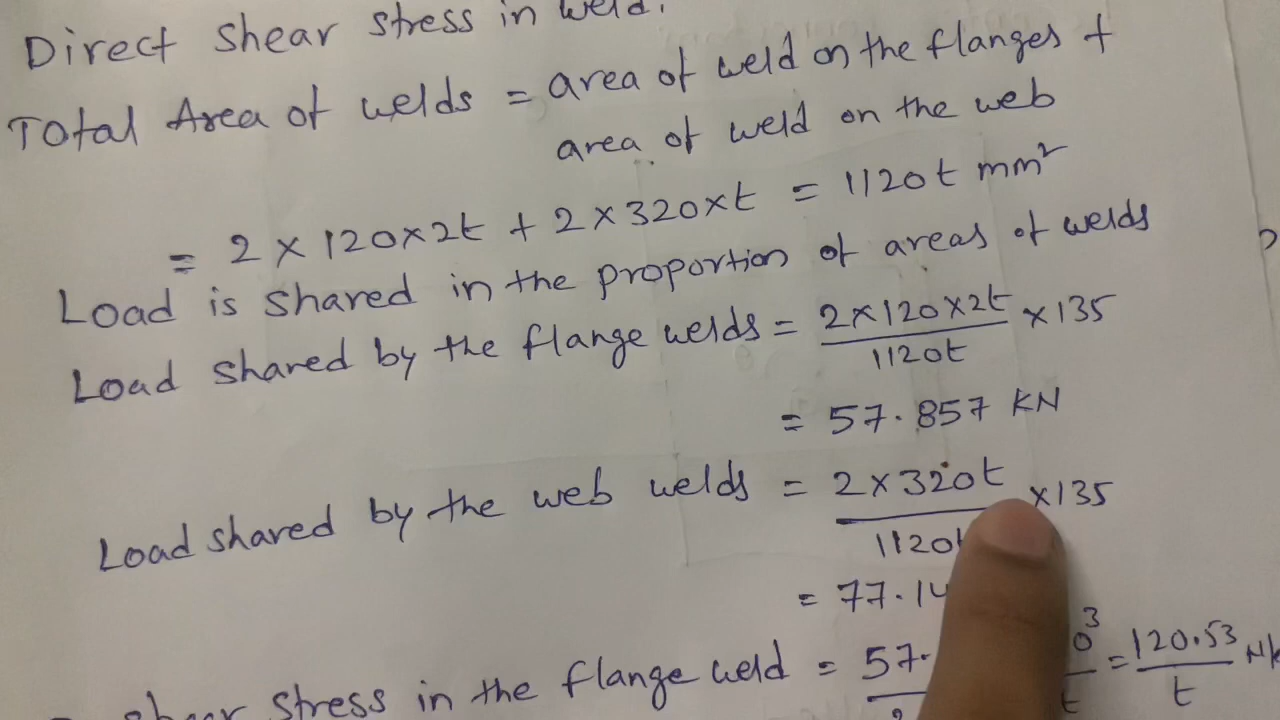 Direct shear stress in weld.
Total Area of welds = area of weld on the flanges +
area of weld on the web
= 2 × 120 × 2t + 2 × 320 × t = 1120t mm²
Load is shared in the proportion of areas of welds
Load shared by the flange welds = 2×120×2t / 1120t × 135
= 57.857 KN
Load shared by the web welds = 2×320t / 1120t × 135
= 77.14
shear stress in the flange weld = 57. 0³ / t = 120.53 / t